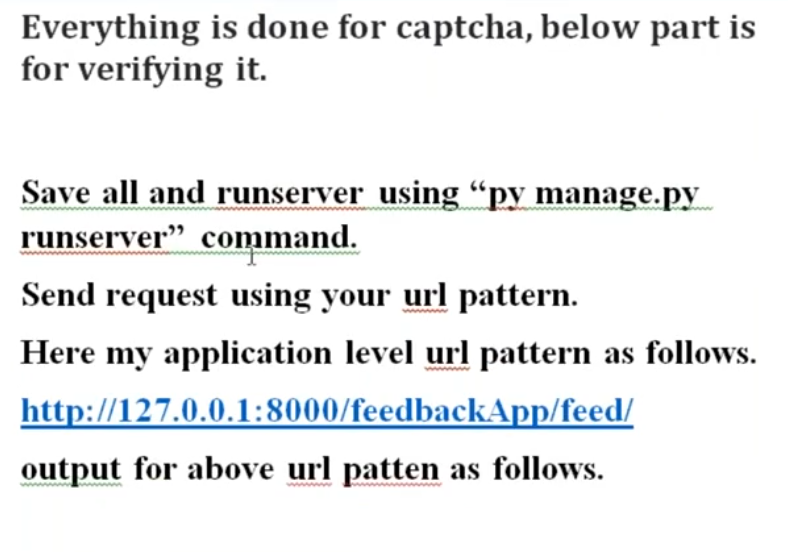 Everything is done for captcha, below part is
for verifying it.
Save all and runserver using “py manage.py
runserver” command.
Send request using your url pattern.
Here my application level url pattern as follows.
http://127.0.0.1:8000/feedbackApp/feed/
output for above url patten as follows.